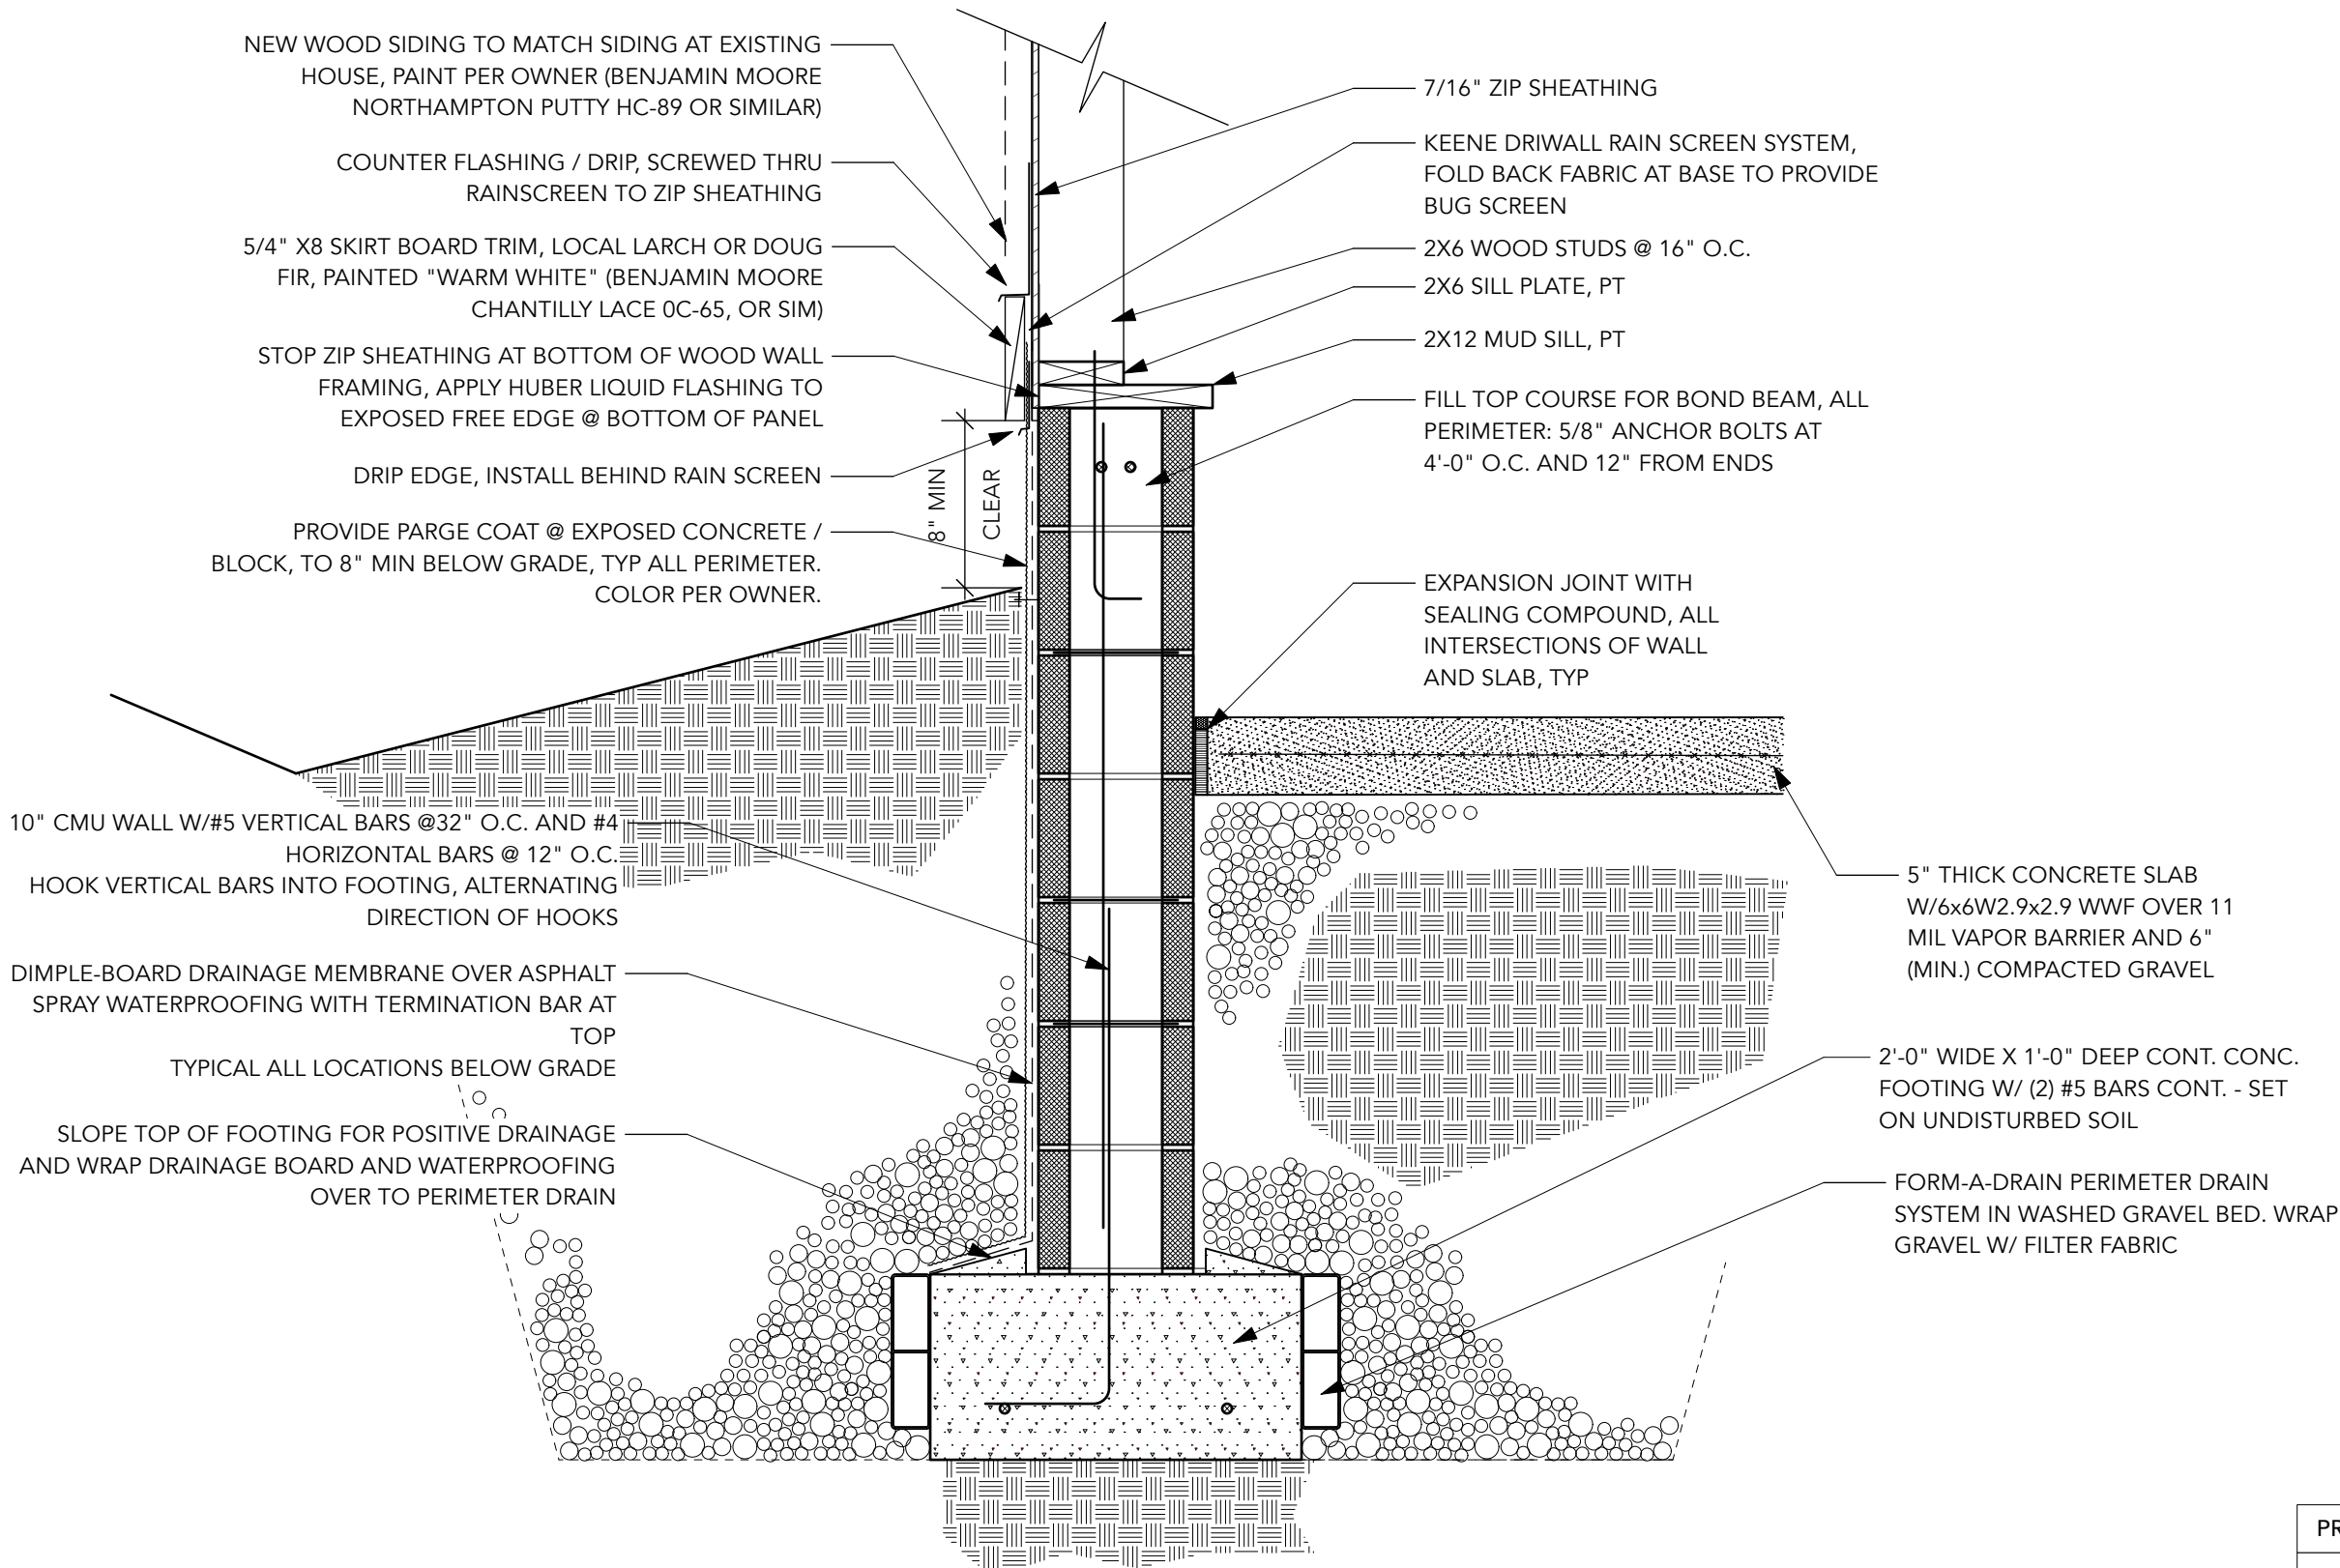 NEW WOOD SIDING TO MATCH SIDING AT EXISTING
HOUSE, PAINT PER OWNER (BENJAMIN MOORE
NORTHAMPTON PUTTY HC-89 OR SIMILAR)
COUNTER FLASHING / DRIP, SCREWED THRU
RAINSCREEN TO ZIP SHEATHING
5/4" X8 SKIRT BOARD TRIM, LOCAL LARCH OR DOUG
FIR, PAINTED "WARM WHITE" (BENJAMIN MOORE
CHANTILLY LACE 0C-65, OR SIM)
STOP ZIP SHEATHING AT BOTTOM OF WOOD WALL
FRAMING, APPLY HUBER LIQUID FLASHING TO
EXPOSED FREE EDGE @ BOTTOM OF PANEL
DRIP EDGE, INSTALL BEHIND RAIN SCREEN
PROVIDE PARGE COAT @ EXPOSED CONCRETE /
BLOCK, TO 8" MIN BELOW GRADE, TYP ALL PERIMETER.
COLOR PER OWNER.
8" MIN
CLEAR
10" CMU WALL W/#5 VERTICAL BARS @32" O.C. AND #4
HORIZONTAL BARS @ 12" O.C.
HOOK VERTICAL BARS INTO FOOTING, ALTERNATING
DIRECTION OF HOOKS
DIMPLE-BOARD DRAINAGE MEMBRANE OVER ASPHALT
SPRAY WATERPROOFING WITH TERMINATION BAR AT
TOP
TYPICAL ALL LOCATIONS BELOW GRADE
SLOPE TOP OF FOOTING FOR POSITIVE DRAINAGE
AND WRAP DRAINAGE BOARD AND WATERPROOFING
OVER TO PERIMETER DRAIN
7/16" ZIP SHEATHING
KEENE DRIWALL RAIN SCREEN SYSTEM,
FOLD BACK FABRIC AT BASE TO PROVIDE
BUG SCREEN
2X6 WOOD STUDS @ 16" O.C.
2X6 SILL PLATE, PT
2X12 MUD SILL, PT
FILL TOP COURSE FOR BOND BEAM, ALL
PERIMETER: 5/8" ANCHOR BOLTS AT
4'-0" O.C. AND 12" FROM ENDS
EXPANSION JOINT WITH
SEALING COMPOUND, ALL
INTERSECTIONS OF WALL
AND SLAB, TYP
5" THICK CONCRETE SLAB
W/6x6W2.9x2.9 WWF OVER 11
MIL VAPOR BARRIER AND 6"
(MIN.) COMPACTED GRAVEL
2'-0" WIDE X 1'-0" DEEP CONT. CONC.
FOOTING W/ (2) #5 BARS CONT. - SET
ON UNDISTURBED SOIL
FORM-A-DRAIN PERIMETER DRAIN
SYSTEM IN WASHED GRAVEL BED. WRAP
GRAVEL W/ FILTER FABRIC